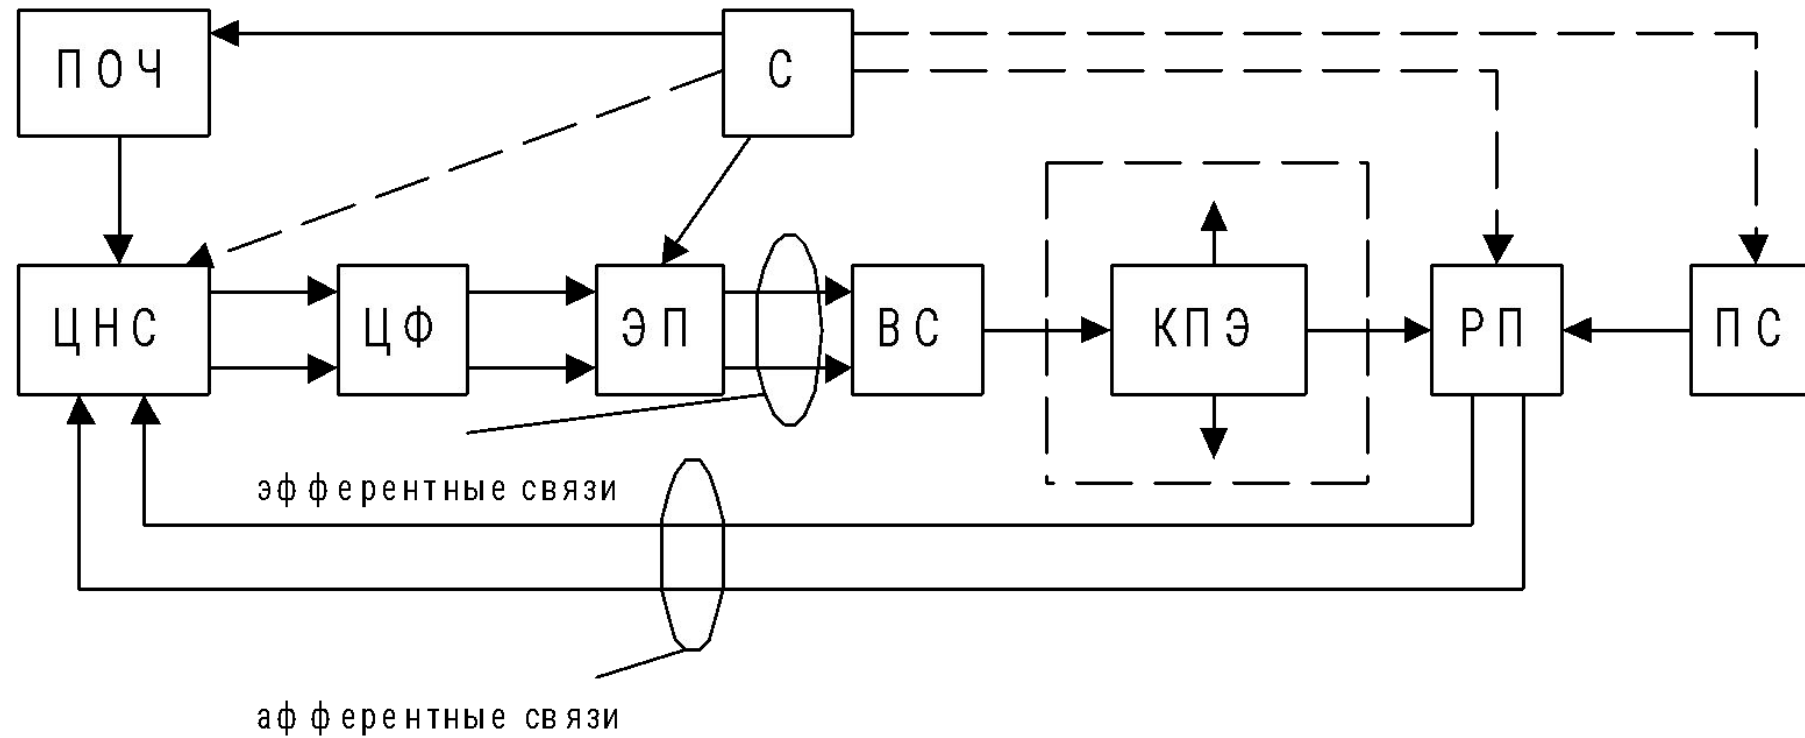 ПОЧ
С
ЦНС
ЦФ
ЭП
ВС
КПЭ
РП
ПС
эфферентные связи
афферентные связи